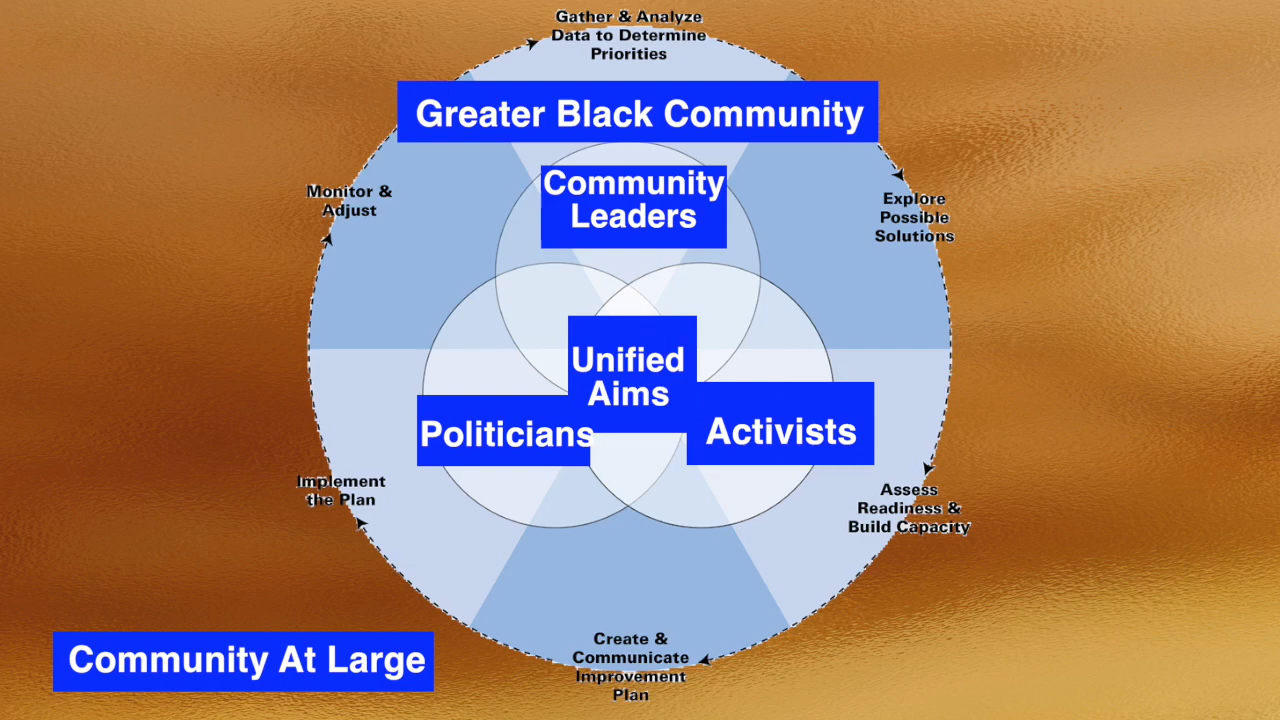 Gather & Analyze
Data to Determine
Priorities
Greater Black Community
Community
Leaders
Monitor &
Adjust
Explore
Possible
Solutions
Unified
Aims
Politicians
Activists
Implement
the Plan
Assess
Readiness &
Build Capacity
Create &
Communicate
Improvement
Plan
Community At Large